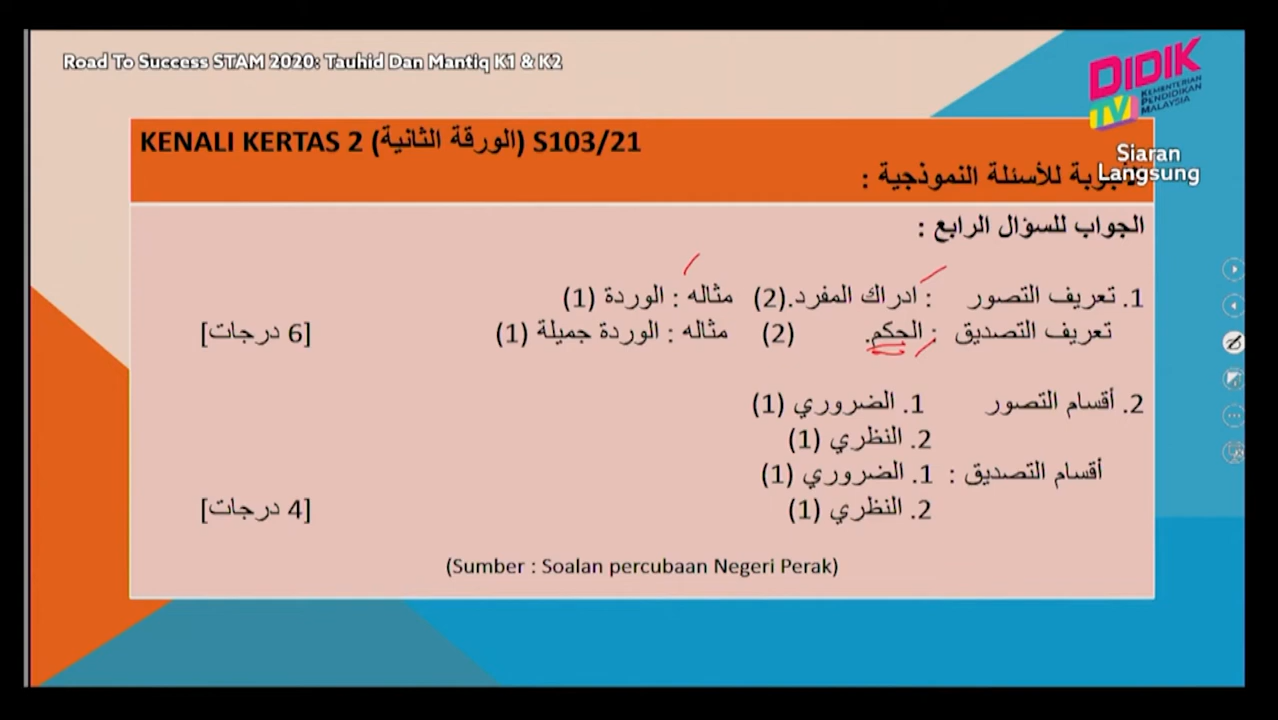 Road To Success STAM 2020: Tauhid Dan Mantiq K1 & K2
DIDIK
TV KEMENTERIAN
PENDIDIKAN
MALAYSIA
Siaran
Langsung
KENALI KERTAS 2 (الورقة الثانية) S103/21
الأجوبة للأسئلة النموذجية :
الجواب للسؤال الرابع :
1. تعريف التصور : ادراك المفرد.(2) مثاله : الوردة (1)
تعريف التصديق : الحكم. (2) مثاله : الوردة جميلة (1) [6 درجات]
2. أقسام التصور 1. الضروري (1)
2. النظري (1)
أقسام التصديق : 1. الضروري (1)
2. النظري (1) [4 درجات]
(Sumber : Soalan percubaan Negeri Perak)